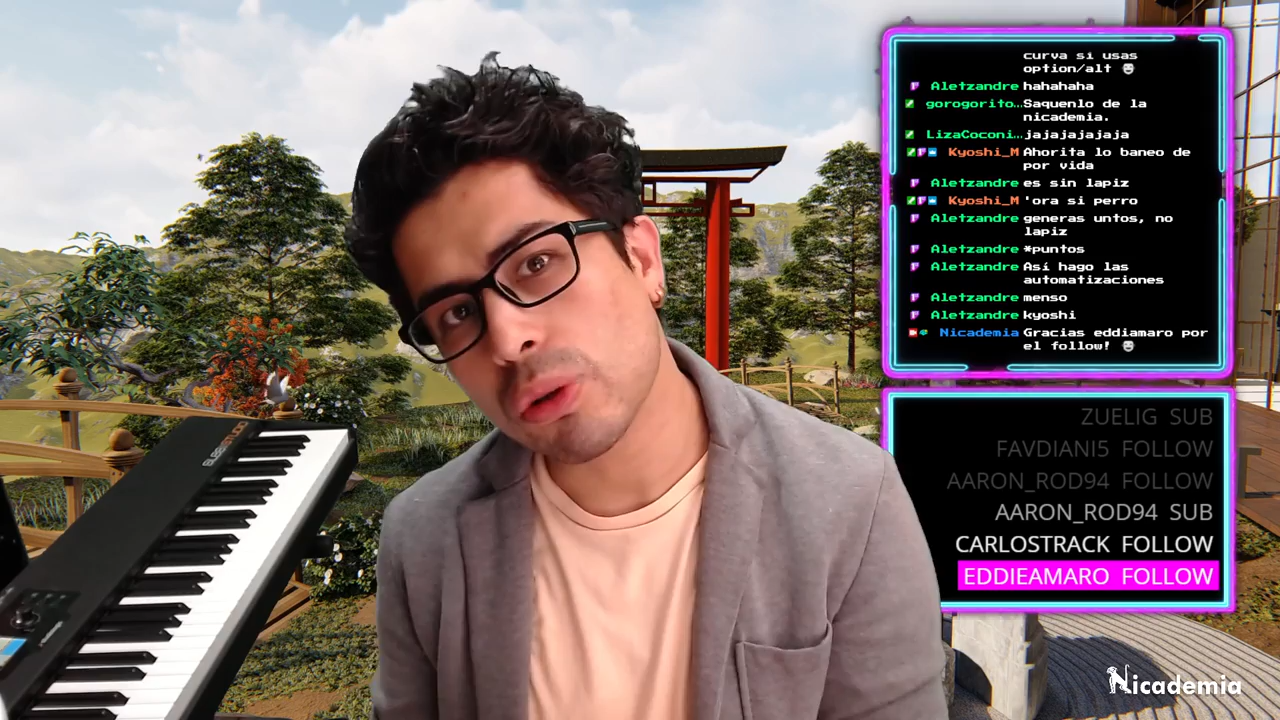 curva si usas
option/alt
Aletzandre hahahaha
gorogorito… Saquenlo de la
nicademia.
LizaCoconi… jajajajajaja
Kyoshi_M Ahorita lo baneo de
por vida
Aletzandre es sin lapiz
Kyoshi_M 'ora si perro
Aletzandre generas untos, no
lapiz
Aletzandre *puntos
Aletzandre Así hago las
automatizaciones
Aletzandre menso
Aletzandre kyoshi
Nicademia Gracias eddiamaro por
el follow!
ZUELIG SUB
FAVDIANI5 FOLLOW
AARON_ROD94 FOLLOW
AARON_ROD94 SUB
CARLOSTRACK FOLLOW
EDDIEAMARO FOLLOW
Nicademia